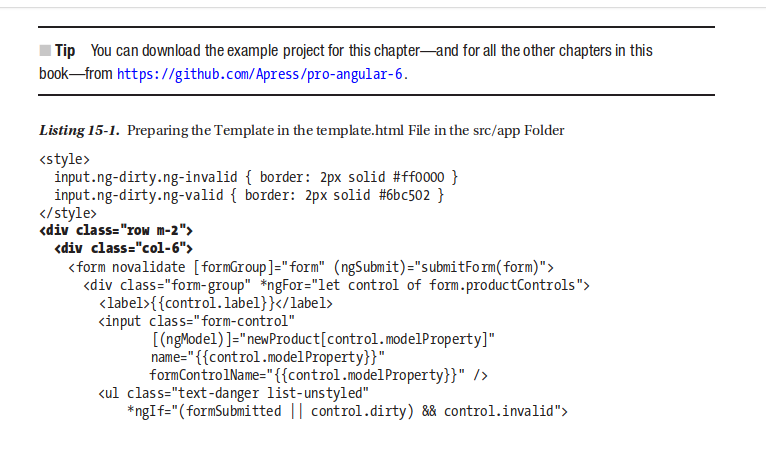 Tip You can download the example project for this chapter—and for all the other chapters in this
book—from https://github.com/Apress/pro-angular-6.
Listing 15-1. Preparing the Template in the template.html File in the src/app Folder
<style>
  input.ng-dirty.ng-invalid { border: 2px solid #ff0000 }
  input.ng-dirty.ng-valid { border: 2px solid #6bc502 }
</style>
<div class="row m-2">
  <div class="col-6">
    <form novalidate [formGroup]="form" (ngSubmit)="submitForm(form)">
      <div class="form-group" *ngFor="let control of form.productControls">
        <label>{{control.label}}</label>
        <input class="form-control"
               [(ngModel)]="newProduct[control.modelProperty]"
               name="{{control.modelProperty}}"
               formControlName="{{control.modelProperty}}" />
        <ul class="text-danger list-unstyled"
            *ngIf="(formSubmitted || control.dirty) && control.invalid">